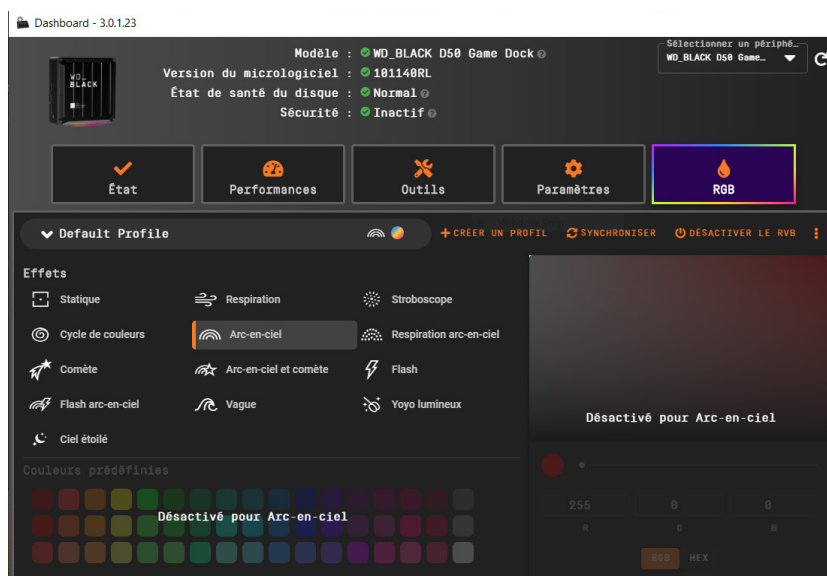 Dashboard - 3.0.1.23
Modèle : WD_BLACK D50 Game Dock
Version du micrologiciel : 101140RL
État de santé du disque : Normal
Sécurité : Inactif
Sélectionner un périphé…
WD_BLACK D50 Game…
WD_
BLACK
État
Performances
Outils
Paramètres
RGB
Default Profile
CRÉER UN PROFIL
SYNCHRONISER
DÉSACTIVER LE RVB
Effets
Statique
Respiration
Stroboscope
Cycle de couleurs
Arc-en-ciel
Respiration arc-en-ciel
Comète
Arc-en-ciel et comète
Flash
Flash arc-en-ciel
Vague
Yoyo lumineux
Ciel étoilé
Couleurs prédéfinies
Désactivé pour Arc-en-ciel
Désactivé pour Arc-en-ciel
255 0 0
R G B
RGB HEX